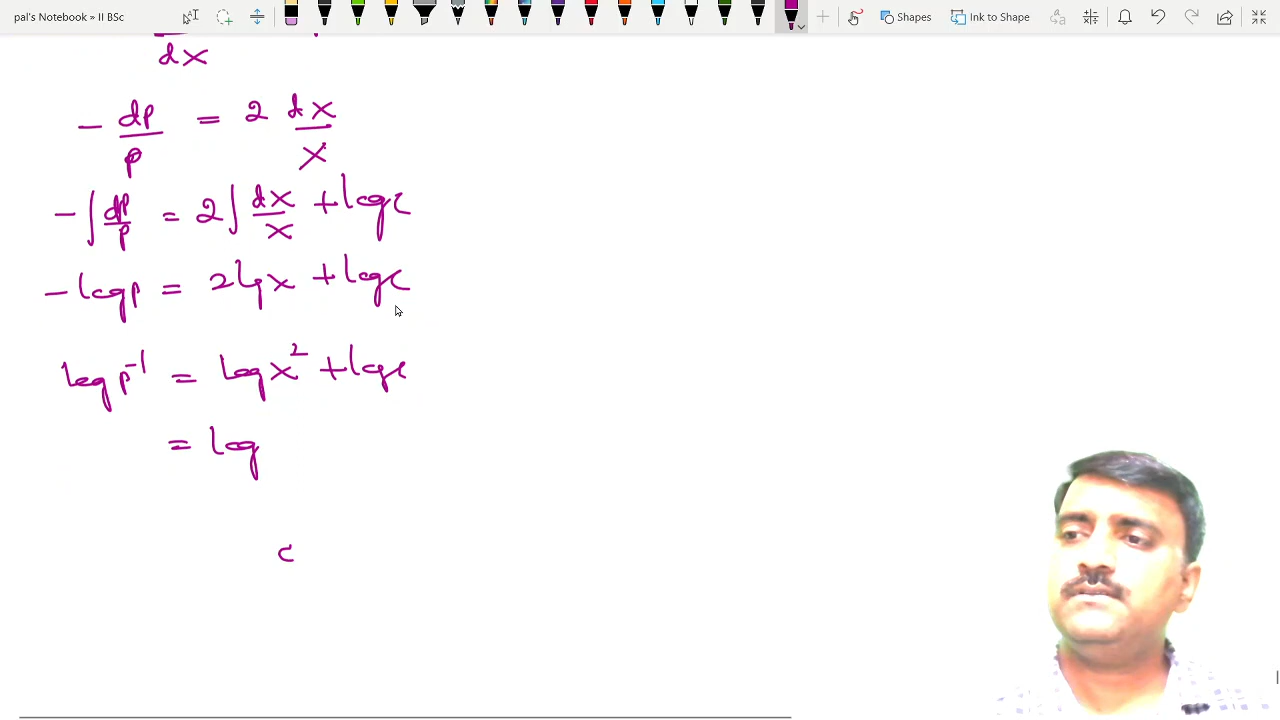 pal's Notebook » II BSc
Shapes
Ink to Shape
dx
- dp/p = 2 dx/x
- ∫ dp/p = 2 ∫ dx/x + log c
- log p = 2 log x + log c
log p⁻¹ = log x² + log c
= log
c